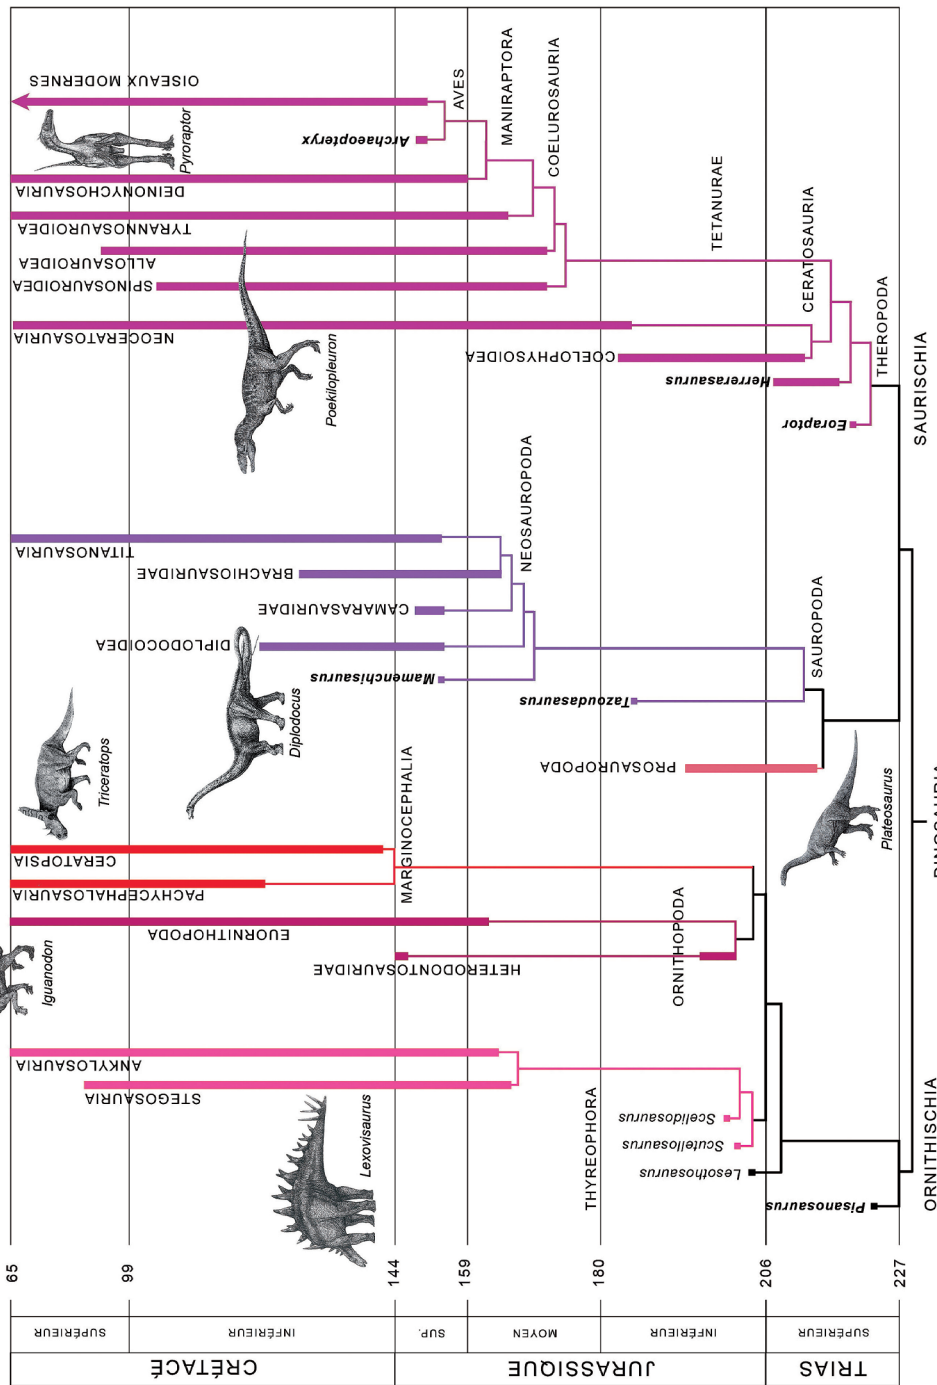 OISEAUX MODERNES
Pyroraptor
DEINONYCHOSAURIA
TYRANNOSAUROIDEA
ALLOSAUROIDEA
SPINOSAUROIDEA
NEOCERATOSAURIA
Poekilopleuron
Archaeopteryx
AVES
MANIRAPTORA
COELUROSAURIA
TETANURAE
CERATOSAURIA
THEROPODA
COELOPHYSOIDEA
Herrerasaurus
Eoraptor
SAURISCHIA
TITANOSAURIA
BRACHIOSAURIDAE
CAMARASAURIDAE
DIPLODOCOIDEA
Mamenchisaurus
NEOSAUROPODA
Diplodocus
Tazoudasaurus
SAUROPODA
PROSAUROPODA
Plateosaurus
Triceratops
CERATOPSIA
PACHYCEPHALOSAURIA
MARGINOCEPHALIA
EUORNITHOPODA
HETERODONTOSAURIDAE
ORNITHOPODA
Iguanodon
DINOSAURIA
ANKYLOSAURIA
STEGOSAURIA
Lexovisaurus
THYREOPHORA
Scelidosaurus
Scutellosaurus
Lesothosaurus
Pisanosaurus
ORNITHISCHIA
65
99
144
159
180
206
227
SUPÉRIEUR
INFÉRIEUR
SUP.
MOYEN
INFÉRIEUR
SUPÉRIEUR
CRÉTACÉ
JURASSIQUE
TRIAS